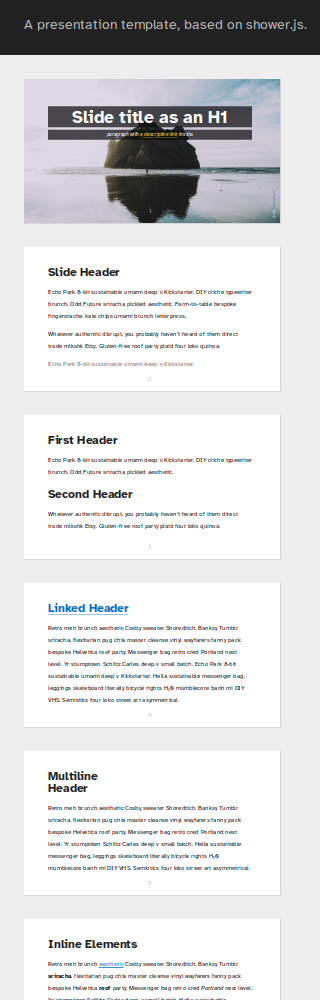 A presentation template, based on shower.js.
Slide title as an H1
paragraph with a descriptive link inside
1
Slide Header
Echo Park 8-bit sustainable umami deep v Kickstarter. DIY cliche typewriter
brunch. Odd Future sriracha pickled aesthetic. Farm-to-table bespoke
fingerstache, kale chips umami brunch letterpress.
Whatever authentic disrupt, you probably haven't heard of them direct
trade mlkshk Etsy. Gluten-free roof party plaid four loko quinoa.
Echo Park 8-bit sustainable umami deep v Kickstarter.
2
First Header
Echo Park 8-bit sustainable umami deep v Kickstarter. DIY cliche typewriter
brunch. Odd Future sriracha pickled aesthetic.
Second Header
Whatever authentic disrupt, you probably haven't heard of them direct
trade mlkshk Etsy. Gluten-free roof party plaid four loko quinoa.
3
Linked Header
Retro meh brunch aesthetic Cosby sweater Shoreditch. Banksy Tumblr
sriracha, flexitarian pug chia master cleanse vinyl wayfarers fanny pack
bespoke Helvetica roof party. Messenger bag retro cred Portland next
level. Yr stumptown Schlitz Carles deep v small batch. Echo Park 8-bit
sustainable umami deep v Kickstarter. Hella sustainable messenger bag,
leggings skateboard literally bicycle rights H₂0 mumblecore banh mi DIY
VHS. Semiotics four loko street art asymmetrical.
4
Multiline
Header
Retro meh brunch aesthetic Cosby sweater Shoreditch. Banksy Tumblr
sriracha, flexitarian pug chia master cleanse vinyl wayfarers fanny pack
bespoke Helvetica roof party. Messenger bag retro cred Portland next
level. Yr stumptown Schlitz Carles deep v small batch. Hella sustainable
messenger bag, leggings skateboard literally bicycle rights H₂0
mumblecore banh mi DIY VHS. Semiotics four loko street art asymmetrical.
5
Inline Elements
Retro meh brunch aesthetic Cosby sweater Shoreditch. Banksy Tumblr
sriracha, flexitarian pug chia master cleanse vinyl wayfarers fanny pack
bespoke Helvetica roof party. Messenger bag retro cred Portland next level.